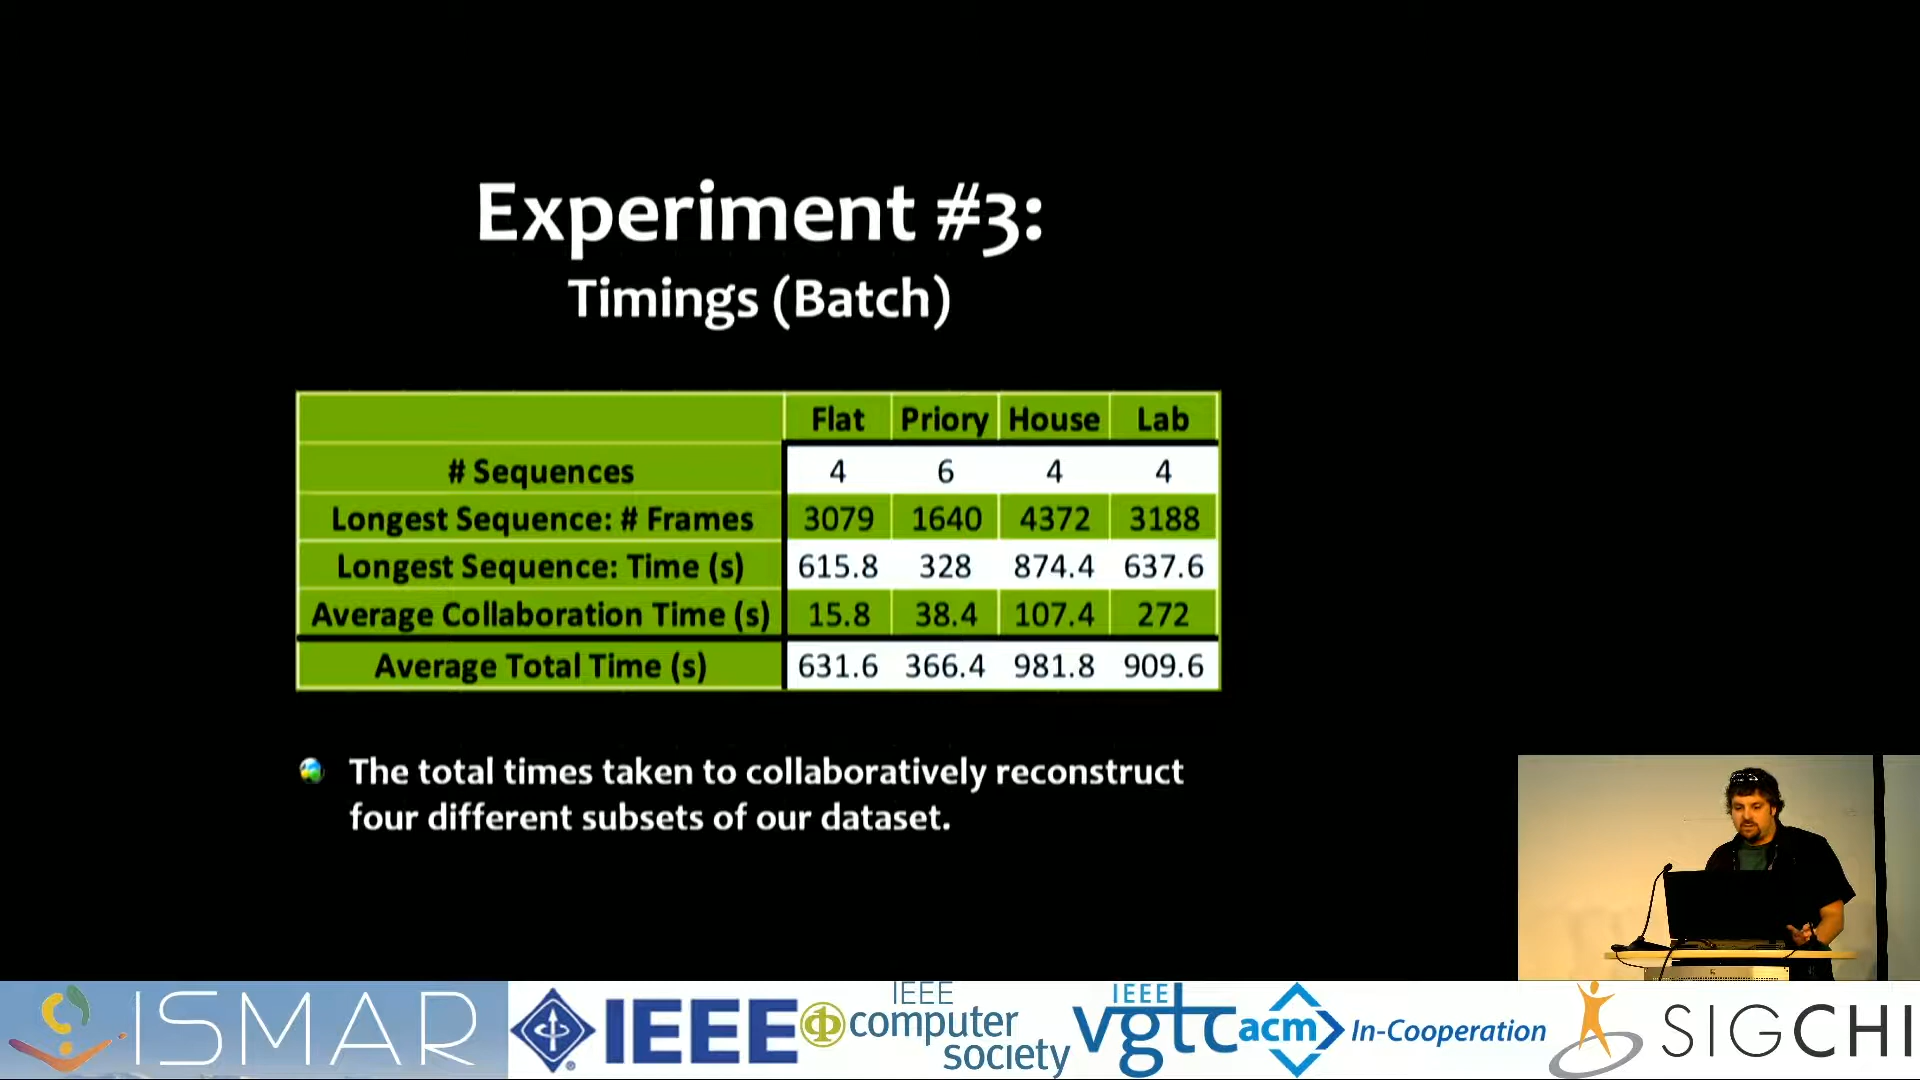 Experiment #3:
Timings (Batch)
Flat Priory House Lab
# Sequences 4 6 4 4
Longest Sequence: # Frames 3079 1640 4372 3188
Longest Sequence: Time (s) 615.8 328 874.4 637.6
Average Collaboration Time (s) 15.8 38.4 107.4 272
Average Total Time (s) 631.6 366.4 981.8 909.6
The total times taken to collaboratively reconstruct
four different subsets of our dataset.
ISMAR
IEEE
IEEE
computer
society
IEEE
vgtc
acm In-Cooperation
SIGCHI